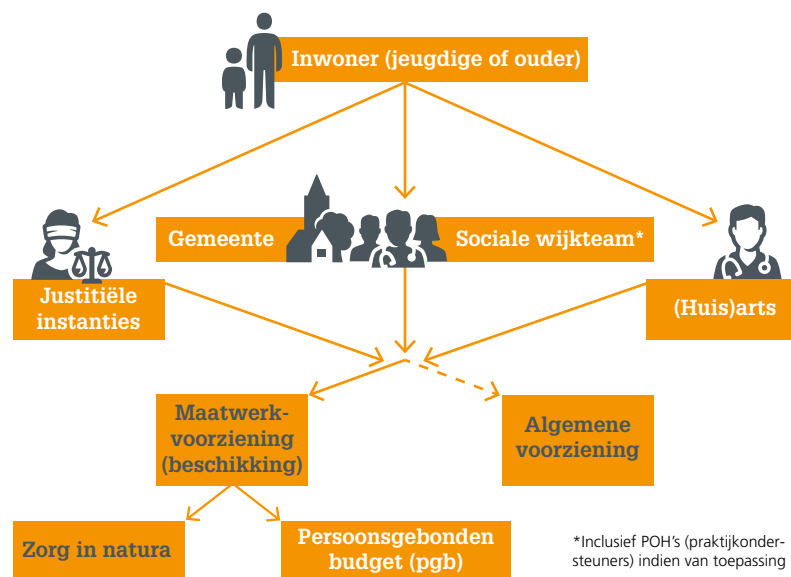 Inwoner (jeugdige of ouder)
Gemeente
Sociale wijkteam*
Justitiële
instanties
(Huis)arts
Maatwerk-
voorziening
(beschikking)
Algemene
voorziening
Zorg in natura
Persoonsgebonden
budget (pgb)
*Inclusief POH's (praktijkonder-
steuners) indien van toepassing